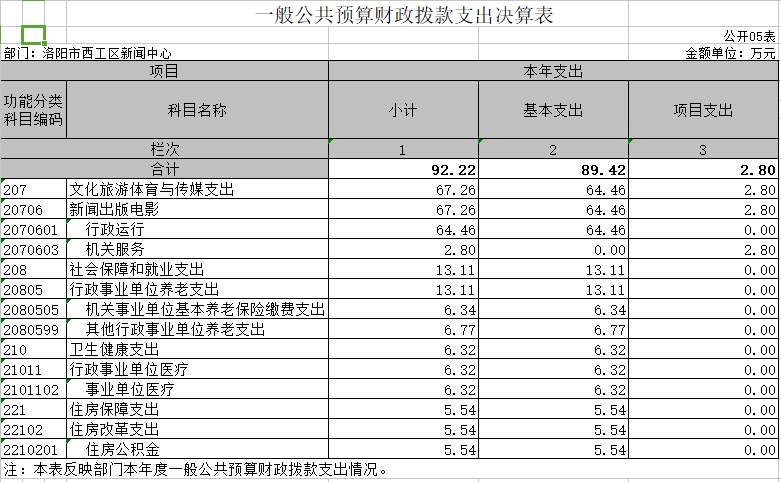 一般公共预算财政拨款支出决算表
公开05表
部门：洛阳市西工区新闻中心 金额单位：万元
项目 本年支出
功能分类科目编码 科目名称 小计 基本支出 项目支出
栏次 1 2 3
合计 92.22 89.42 2.80
207 文化旅游体育与传媒支出 67.26 64.46 2.80
20706 新闻出版电影 67.26 64.46 2.80
2070601 行政运行 64.46 64.46 0.00
2070603 机关服务 2.80 0.00 2.80
208 社会保障和就业支出 13.11 13.11 0.00
20805 行政事业单位养老支出 13.11 13.11 0.00
2080505 机关事业单位基本养老保险缴费支出 6.34 6.34 0.00
2080599 其他行政事业单位养老支出 6.77 6.77 0.00
210 卫生健康支出 6.32 6.32 0.00
21011 行政事业单位医疗 6.32 6.32 0.00
2101102 事业单位医疗 6.32 6.32 0.00
221 住房保障支出 5.54 5.54 0.00
22102 住房改革支出 5.54 5.54 0.00
2210201 住房公积金 5.54 5.54 0.00
注：本表反映部门本年度一般公共预算财政拨款支出情况。